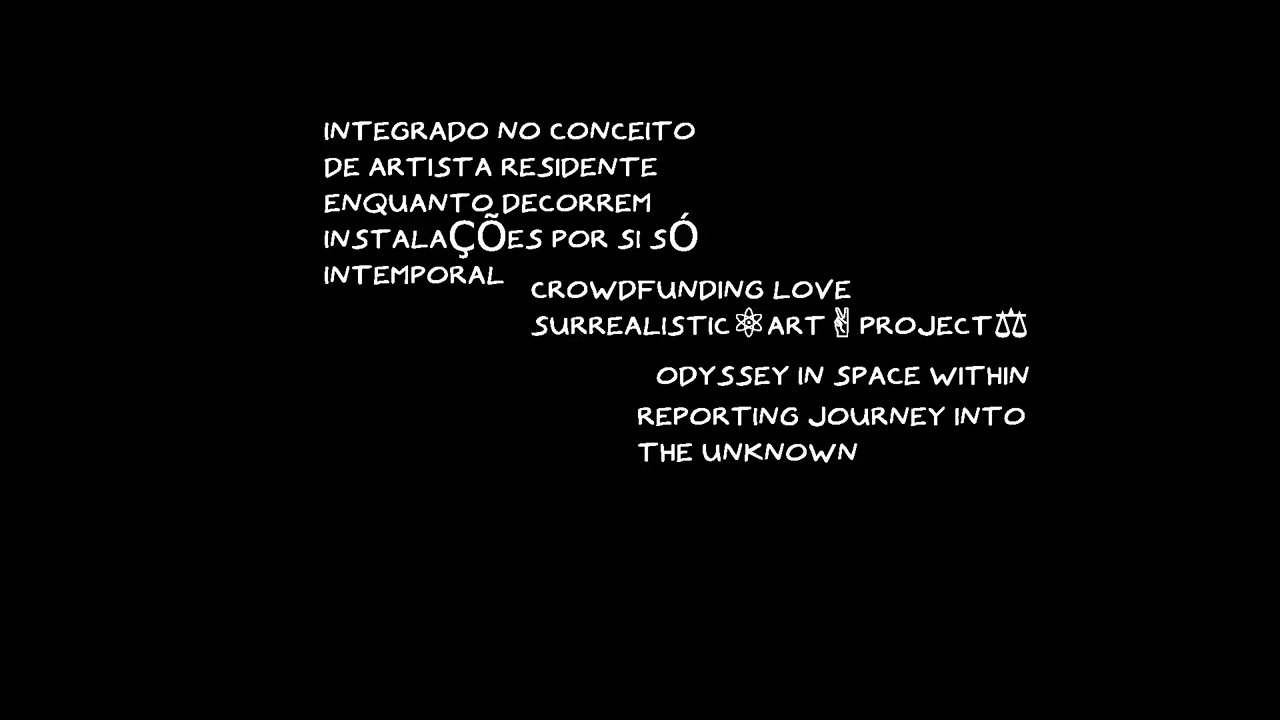 INTEGRADO NO CONCEITO
DE ARTISTA RESIDENTE
ENQUANTO DECORREM
INSTALAÇÕES POR SI SÓ
INTEMPORAL
CROWDFUNDING LOVE
SURREALISTIC⚛ART✌PROJECT⚖
ODYSSEY IN SPACE WITHIN
REPORTING JOURNEY INTO
THE UNKNOWN